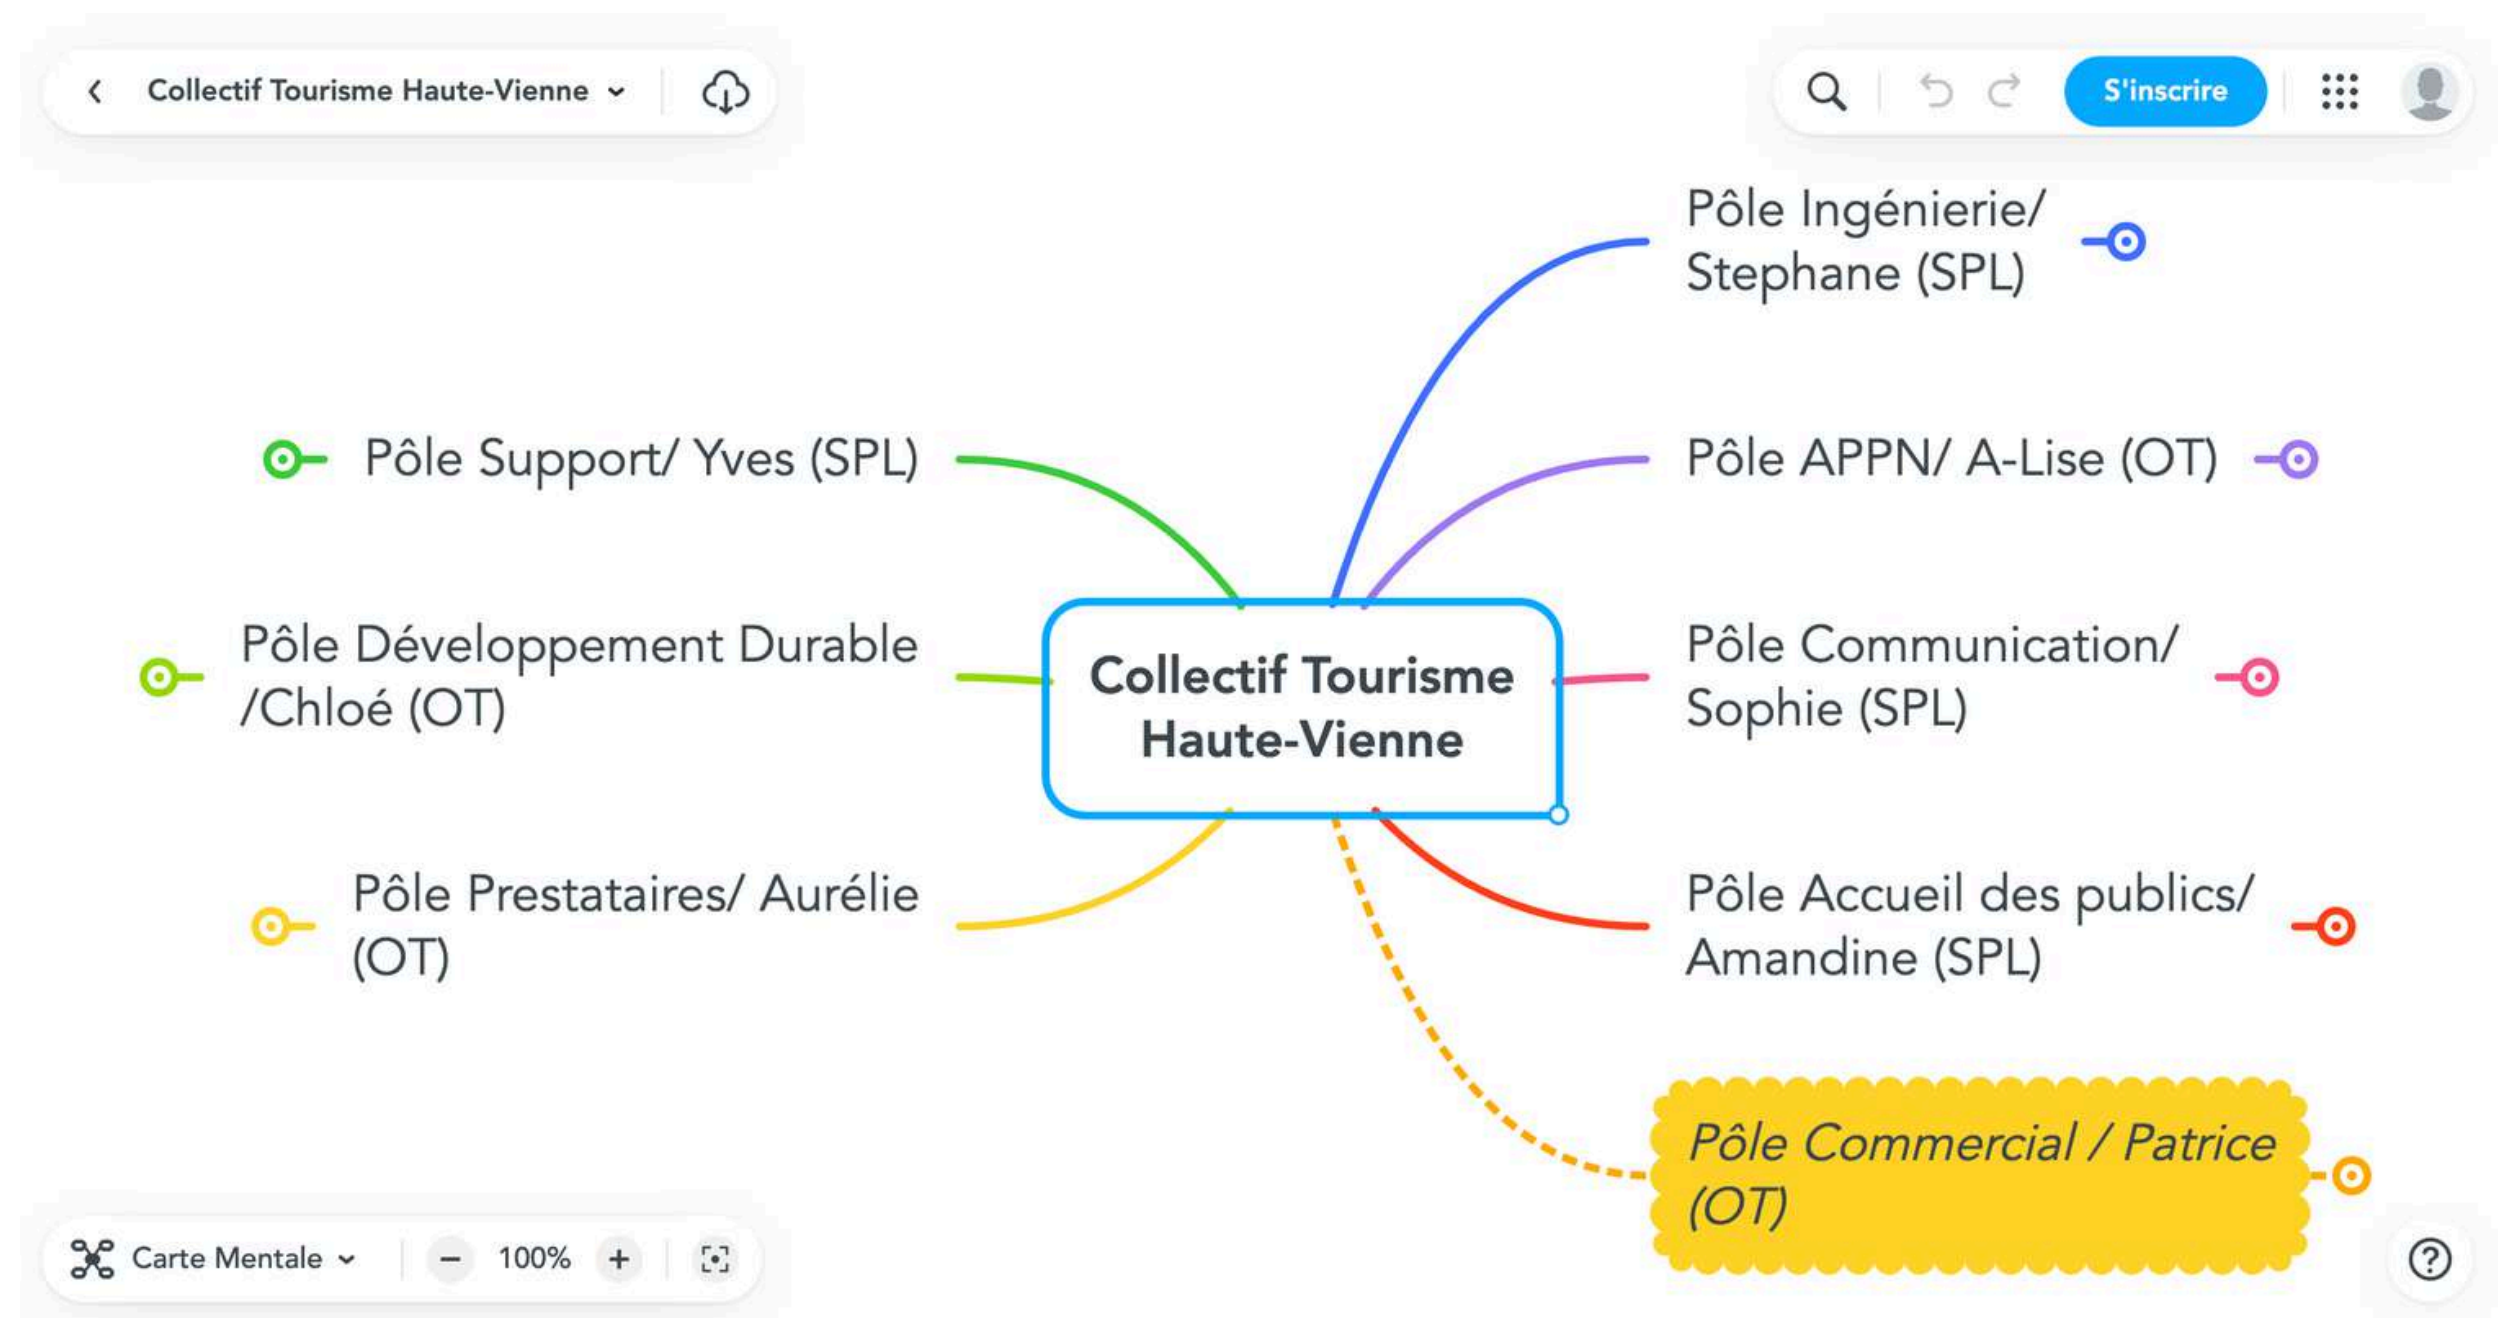 Collectif Tourisme Haute-Vienne
S'inscrire
Pôle Ingénierie/
Stephane (SPL)
Pôle Support/ Yves (SPL)
Pôle APPN/ A-Lise (OT)
Pôle Développement Durable
/Chloé (OT)
Collectif Tourisme
Haute-Vienne
Pôle Communication/
Sophie (SPL)
Pôle Prestataires/ Aurélie
(OT)
Pôle Accueil des publics/
Amandine (SPL)
Pôle Commercial / Patrice
(OT)
Carte Mentale
100%